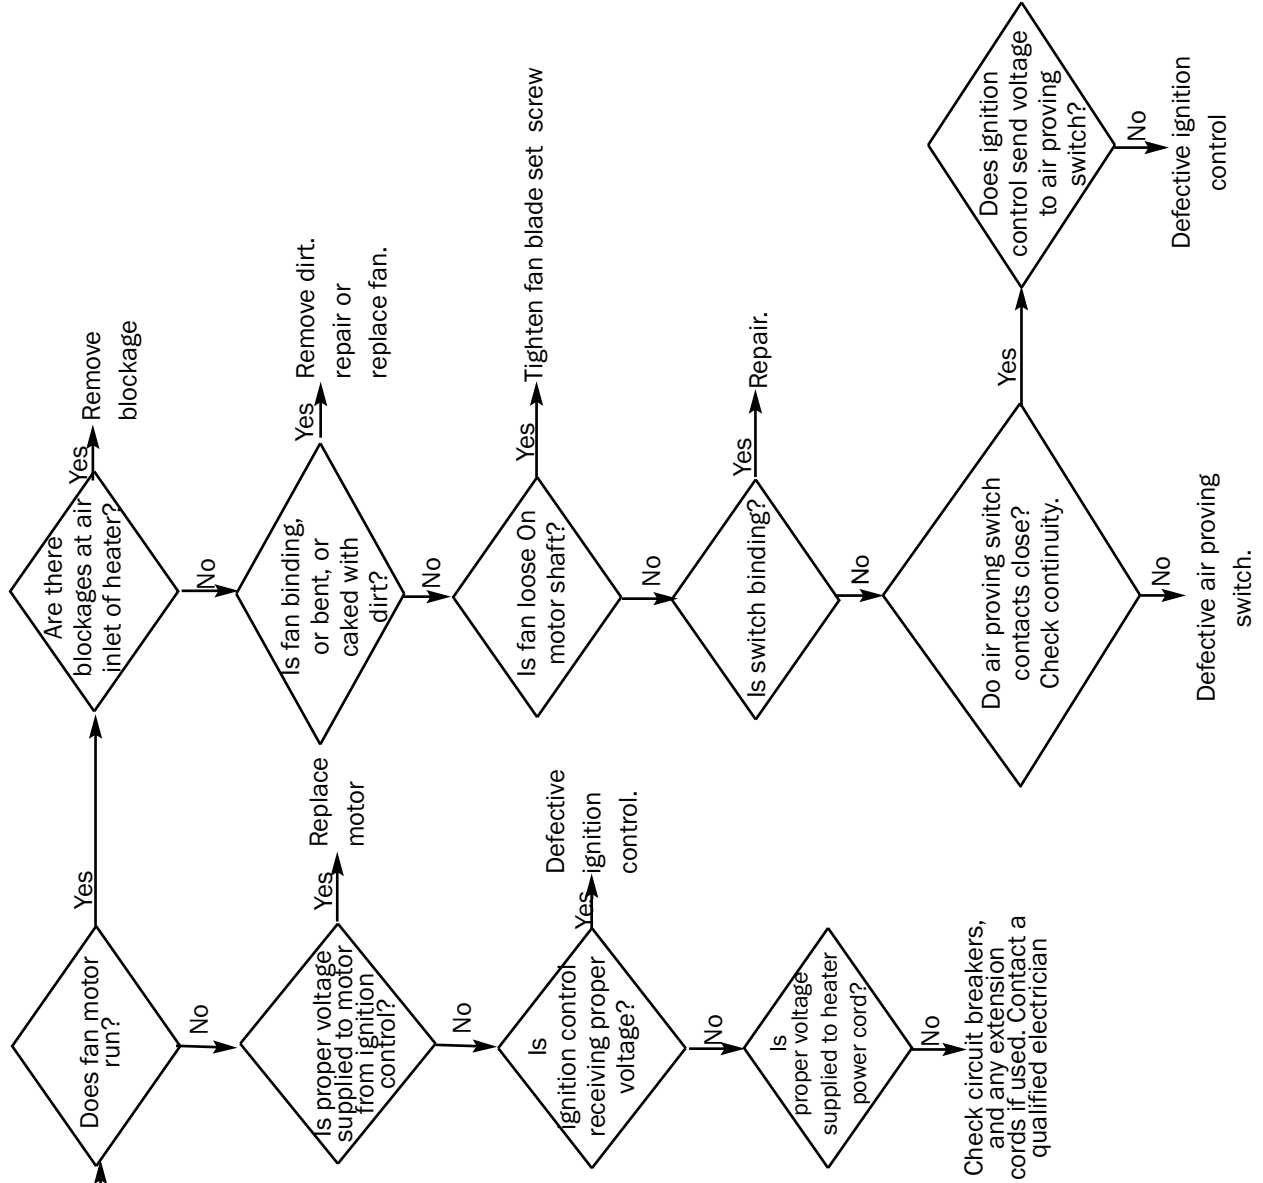 Does fan motor
run?
Yes
No
Is proper voltage
supplied to motor
from ignition
control?
Yes
Replace
motor
No
Is
ignition control
receiving proper
voltage?
Yes
Defective
ignition
control.
No
Is
proper voltage
supplied to heater
power cord?
No
Check circuit breakers,
and any extension
cords if used. Contact a
qualified electrician
Are there
blockages at air
inlet of heater?
Yes
Remove
blockage
No
Is fan binding,
or bent, or
caked with
dirt?
Yes
Remove dirt.
repair or
replace fan.
No
Is fan loose On
motor shaft?
Yes
Tighten fan blade set screw
No
Is switch binding?
Yes
Repair.
No
Do air proving switch
contacts close?
Check continuity.
Yes
No
Defective air proving
switch.
Does ignition
control send voltage
to air proving
switch?
No
Defective ignition
control